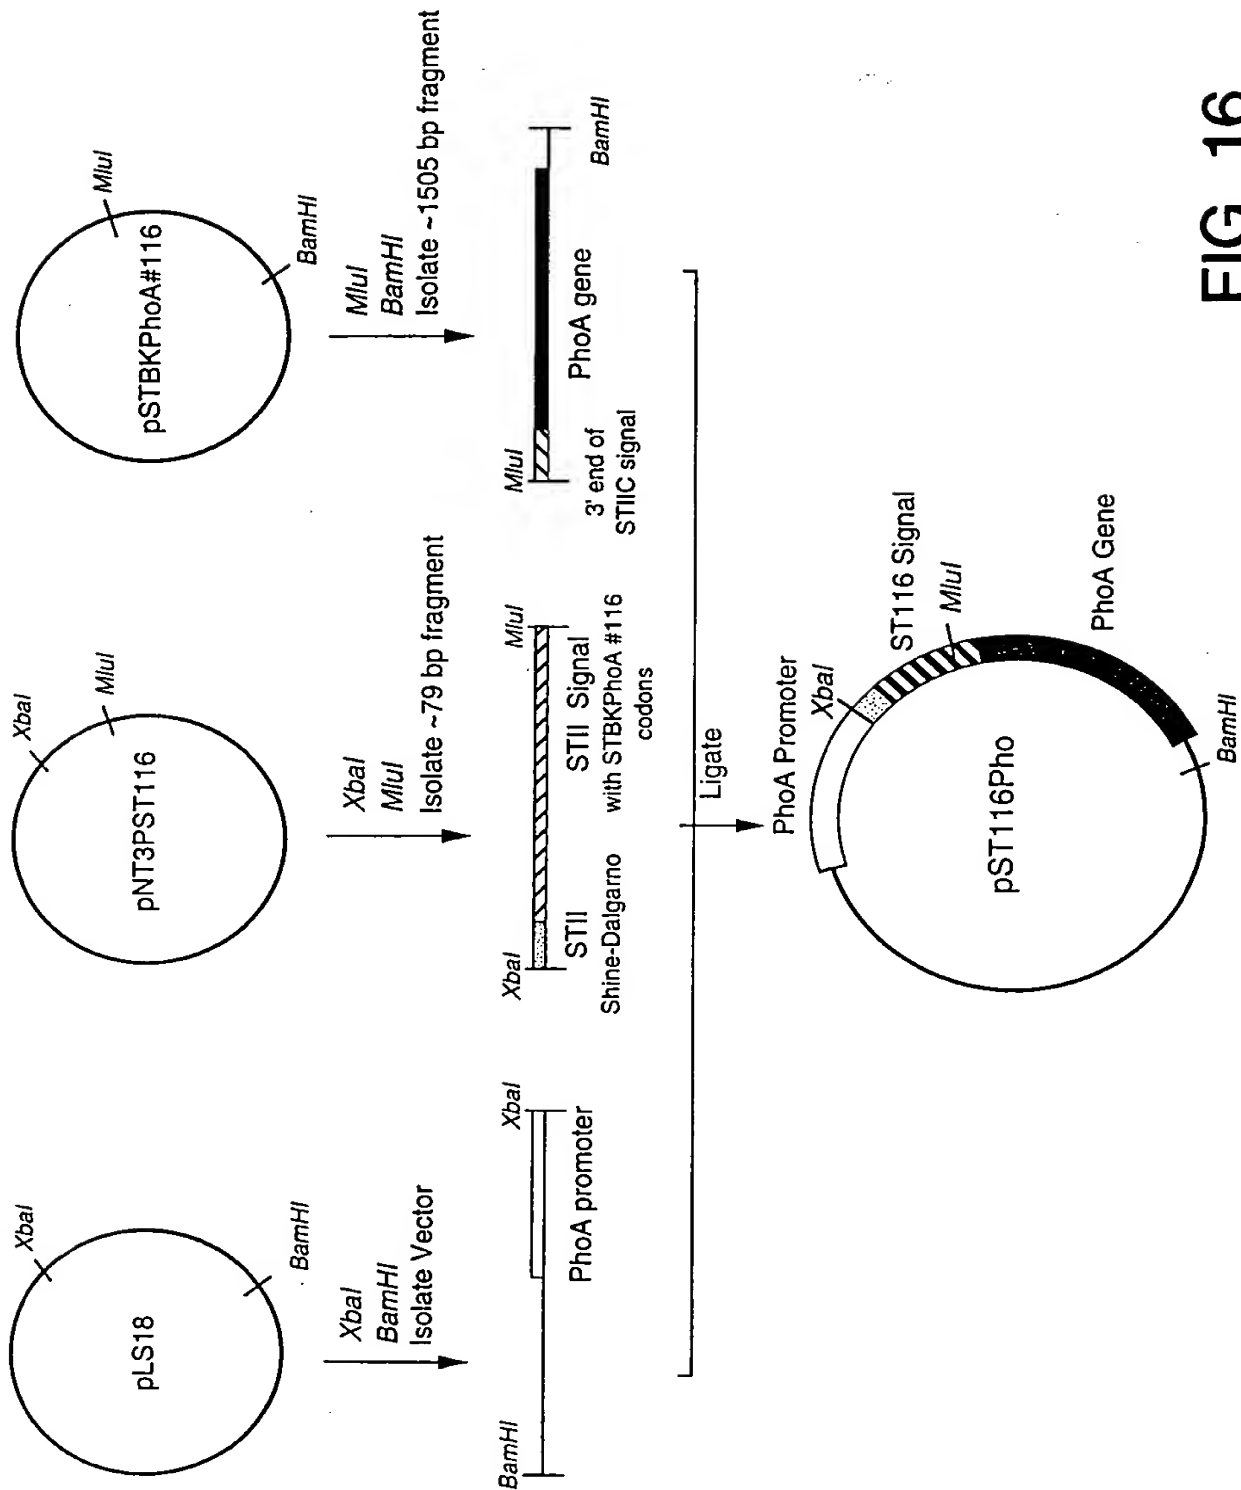 pLS18
XbaI
BamHI
XbaI
BamHI
Isolate Vector
BamHI
XbaI
PhoA promoter
pNT3PST116
XbaI
MluI
XbaI
MluI
Isolate ~79 bp fragment
XbaI
MluI
STII
Shine-Dalgarno
STII Signal
with STBKPhoA #116
codons
pSTBKPhoA#116
MluI
BamHI
MluI
BamHI
Isolate ~1505 bp fragment
MluI
BamHI
3' end of
STIIC signal
PhoA gene
Ligate
PhoA Promoter
XbaI
ST116 Signal
MluI
PhoA Gene
BamHI
pST116Pho
FIG. 16